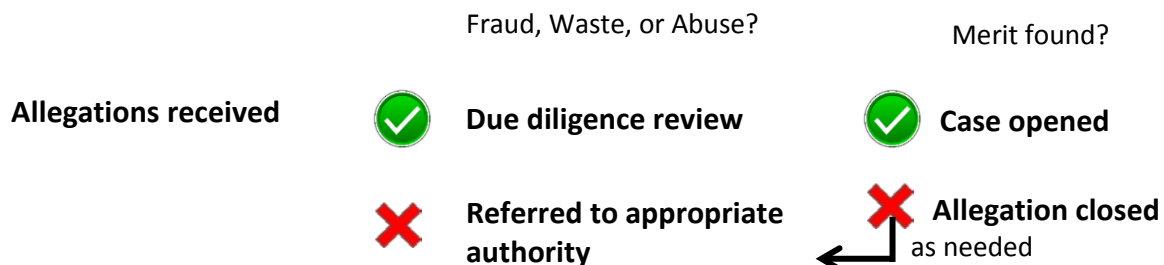 Fraud, Waste, or Abuse?
Merit found?
Allegations received
Due diligence review
Case opened
Referred to appropriate
authority
Allegation closed
as needed